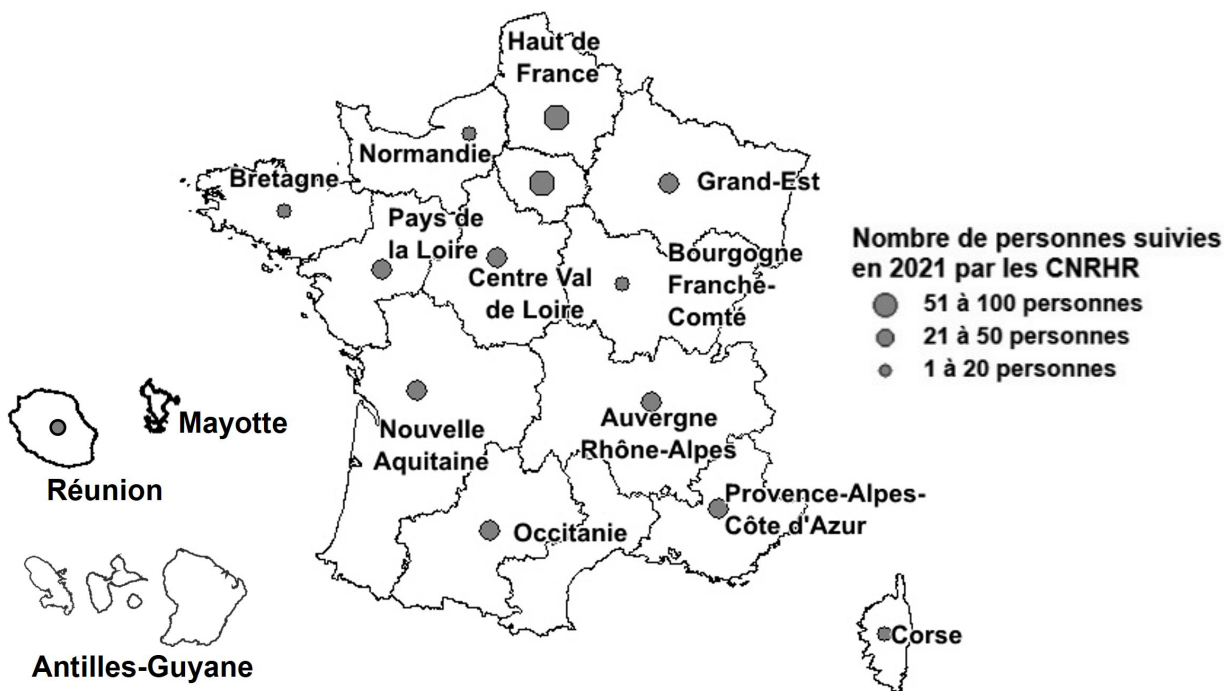 Haut de
France
Normandie
Bretagne
Grand-Est
Pays de
la Loire
Centre Val
de Loire
Bourgogne
Franche-
Comté
Nombre de personnes suivies
en 2021 par les CNRHR
51 à 100 personnes
21 à 50 personnes
1 à 20 personnes
Mayotte
Réunion
Nouvelle
Aquitaine
Auvergne
Rhône-Alpes
Provence-Alpes-
Côte d'Azur
Occitanie
Antilles-Guyane
Corse